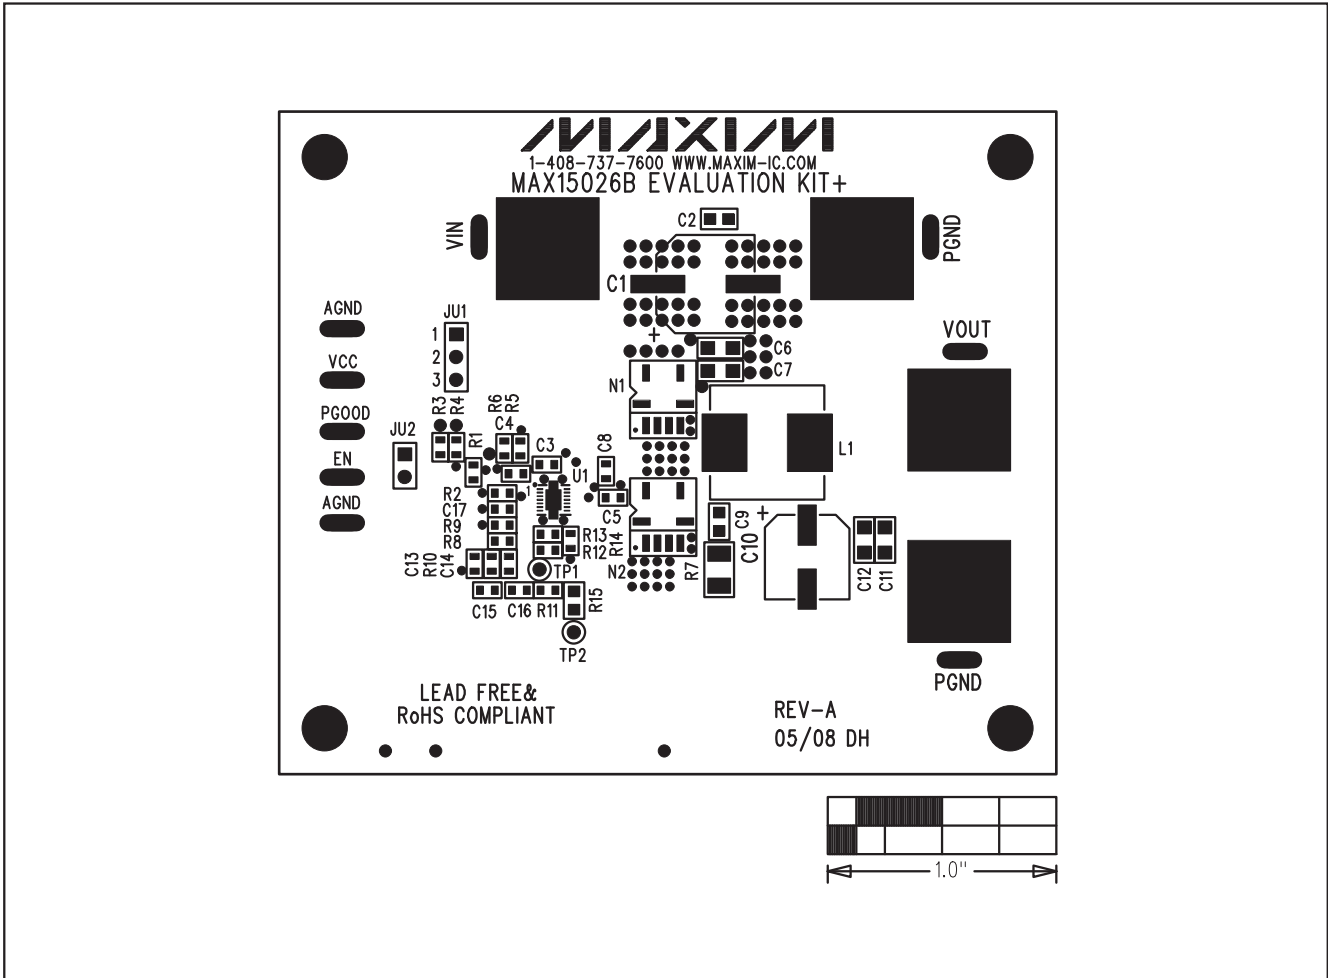 MAXIM
1-408-737-7600 WWW.MAXIM-IC.COM
MAX15026B EVALUATION KIT+
VIN
C2
PGND
C1
+
AGND
JU1
1
2
3
VCC
PGOOD
EN
AGND
VOUT
C6
C7
N1
L1
JU2
R3
R4
R1
R6
R5
C4
C3
C8
U1
1
C5
R2
C17
R9
R8
R13
R12
R14
C9
+
C10
C13
R10
C14
TP1
N2
R7
C12
C11
C15
C16
R11
R15
TP2
PGND
LEAD FREE&
RoHS COMPLIANT
REV-A
05/08 DH
1.0"